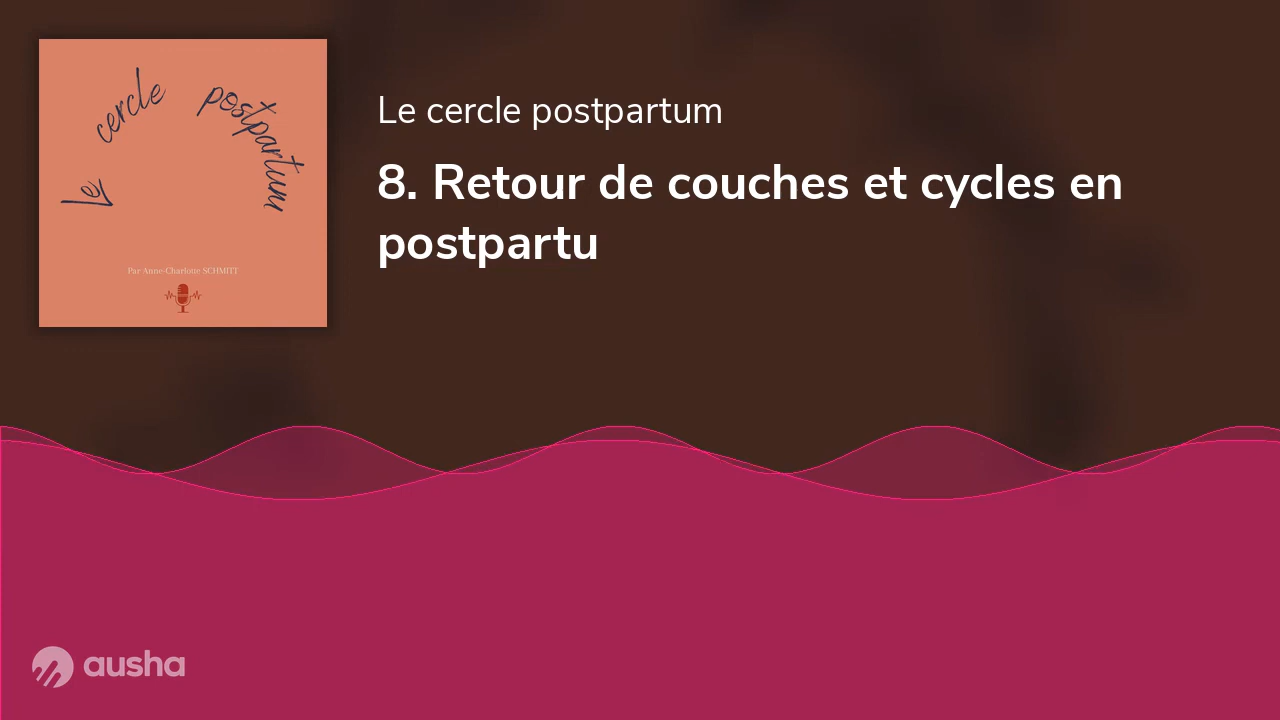 Le cercle postpartum
Par Anne-Charlotte SCHMITT
Le cercle postpartum
8. Retour de couches et cycles en
postpartu
ausha